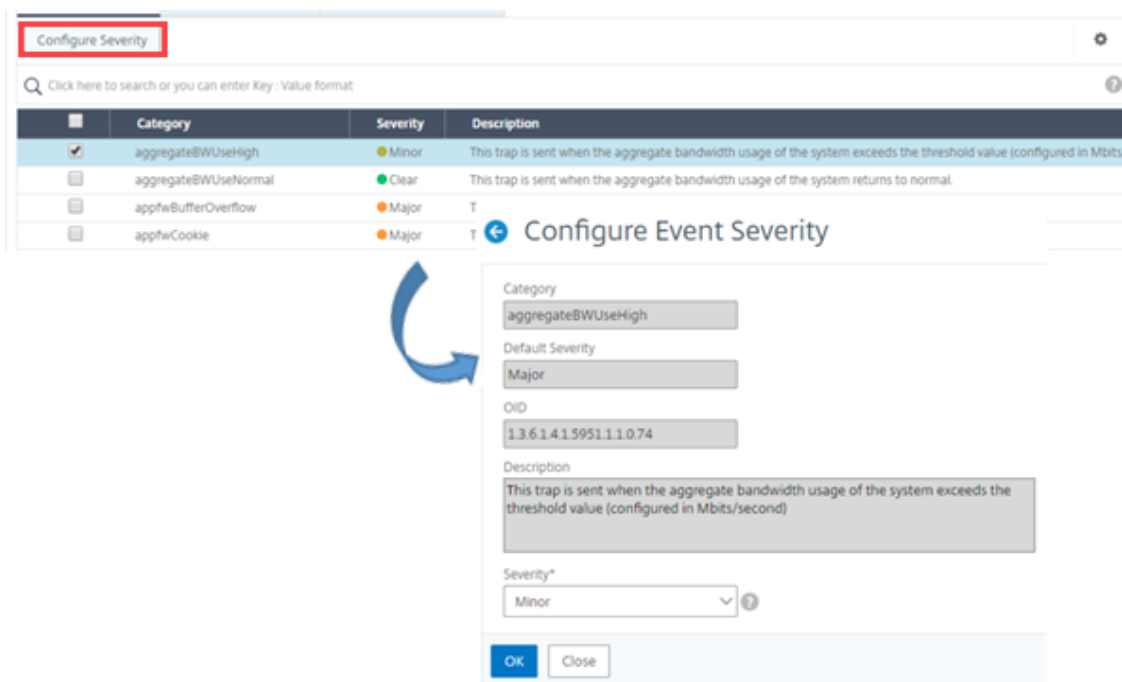 Configure Severity
Click here to search or you can enter Key : Value format
Category Severity Description
aggregateBWUseHigh Minor This trap is sent when the aggregate bandwidth usage of the system exceeds the threshold value (configured in Mbits
aggregateBWUseNormal Clear This trap is sent when the aggregate bandwidth usage of the system returns to normal.
appfwBufferOverflow Major T
appfwCookie Major T
Configure Event Severity
Category
aggregateBWUseHigh
Default Severity
Major
OID
1.3.6.1.4.1.5951.1.1.0.74
Description
This trap is sent when the aggregate bandwidth usage of the system exceeds the
threshold value (configured in Mbits/second)
Severity*
Minor
OK Close